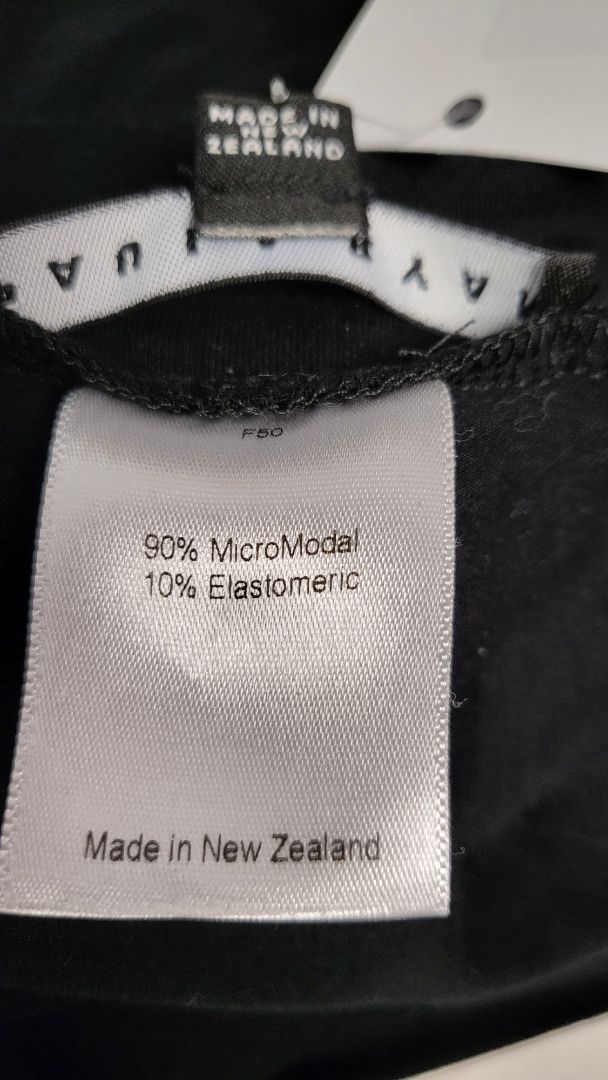 MADE IN
NEW
ZEALAND
F50
90% MicroModal
10% Elastomeric
Made in New Zealand